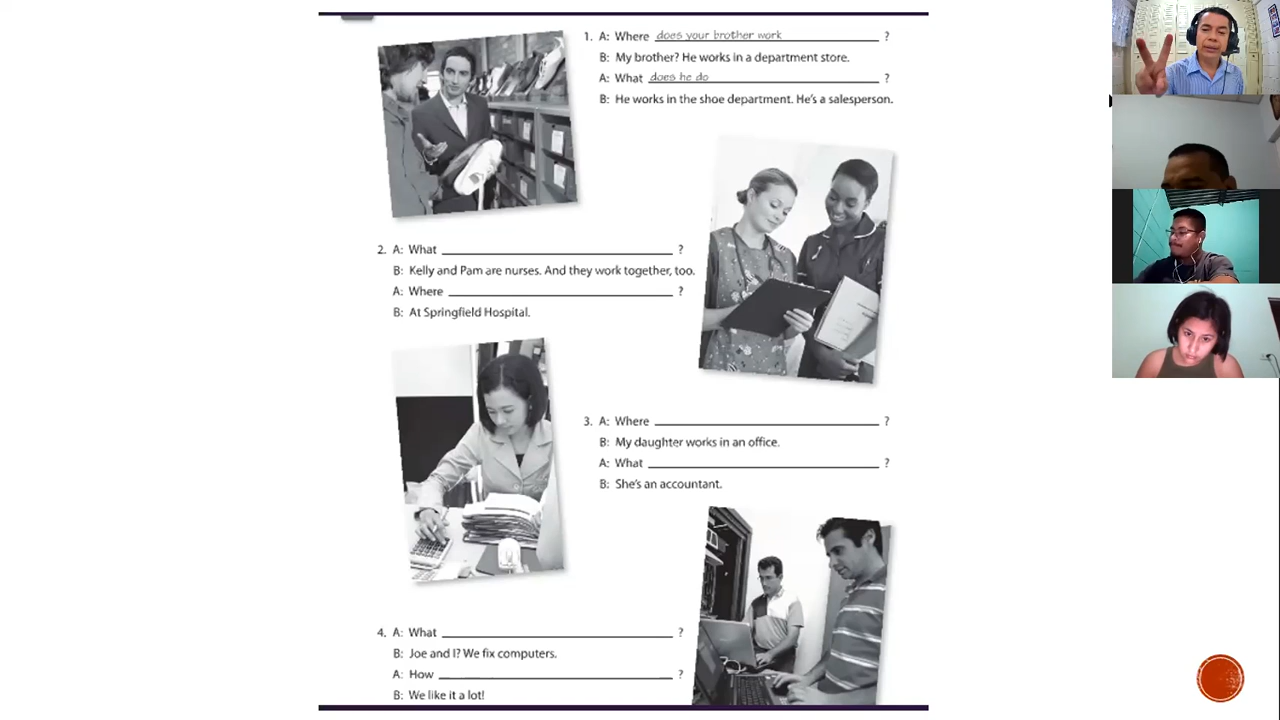 1. A: Where does your brother work ?
B: My brother? He works in a department store.
A: What does he do ?
B: He works in the shoe department. He's a salesperson.
2. A: What ?
B: Kelly and Pam are nurses. And they work together, too.
A: Where ?
B: At Springfield Hospital.
3. A: Where ?
B: My daughter works in an office.
A: What ?
B: She's an accountant.
4. A: What ?
B: Joe and I? We fix computers.
A: How ?
B: We like it a lot!